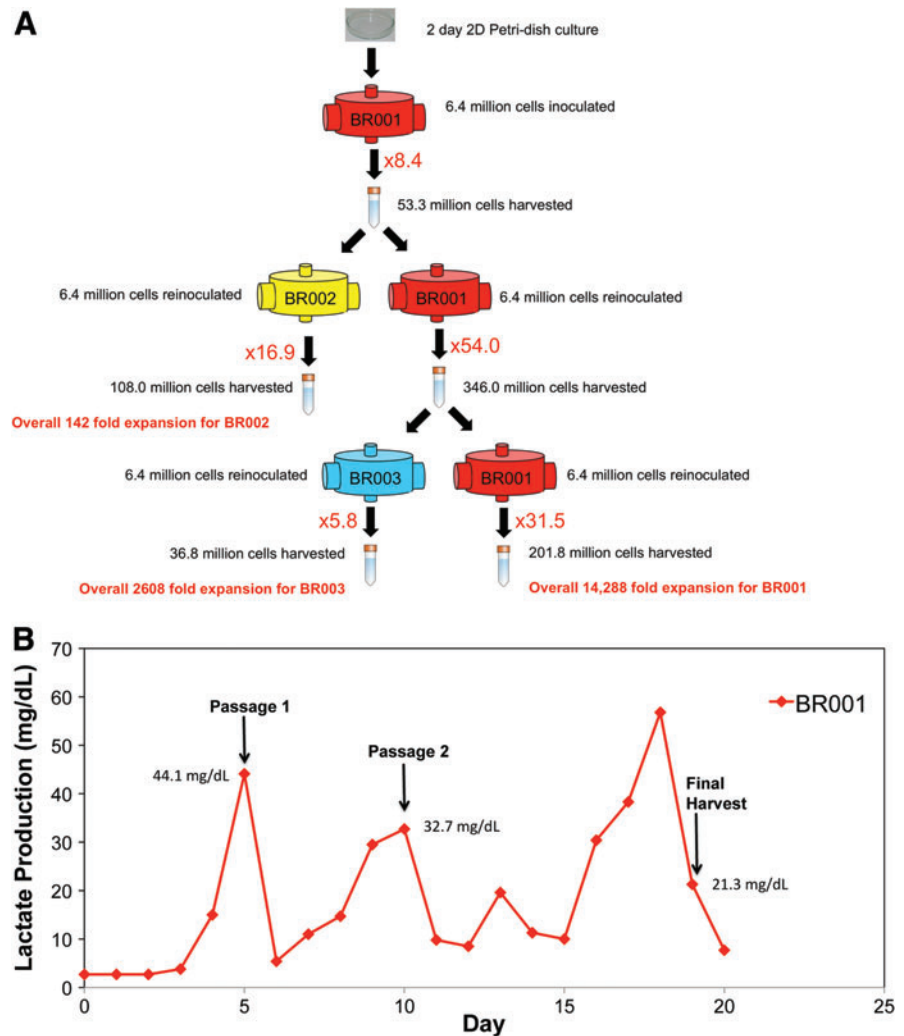 A
2 day 2D Petri-dish culture
BR001
6.4 million cells inoculated
x8.4
53.3 million cells harvested
6.4 million cells reinoculated
BR002
BR001
6.4 million cells reinoculated
x16.9
x54.0
108.0 million cells harvested
346.0 million cells harvested
Overall 142 fold expansion for BR002
6.4 million cells reinoculated
BR003
BR001
6.4 million cells reinoculated
x5.8
x31.5
36.8 million cells harvested
201.8 million cells harvested
Overall 2608 fold expansion for BR003
Overall 14,288 fold expansion for BR001
B
Lactate Production (mg/dL)
70
60
50
40
30
20
10
0
Passage 1
44.1 mg/dL
Passage 2
32.7 mg/dL
BR001
Final
Harvest
21.3 mg/dL
0
5
10
15
20
25
Day